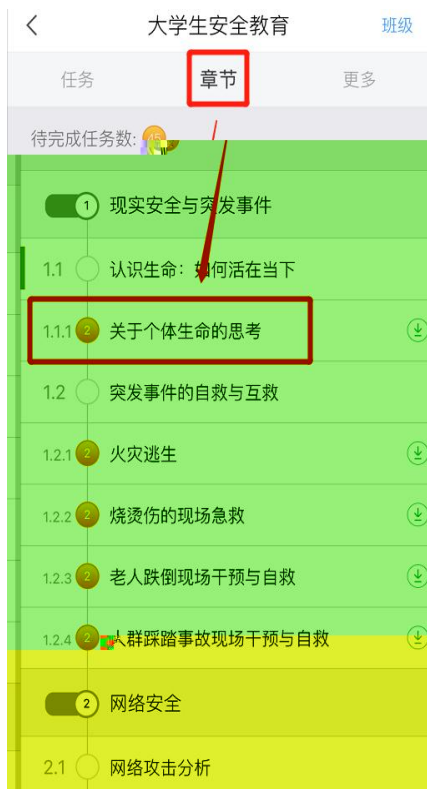 大学生安全教育 班级
任务 章节 更多
待完成任务数: 45
1 现实安全与突发事件
1.1 认识生命：如何活在当下
1.1.1 2 关于个体生命的思考
1.2 突发事件的自救与互救
1.2.1 2 火灾逃生
1.2.2 2 烧烫伤的现场急救
1.2.3 2 老人跌倒现场干预与自救
1.2.4 2 人群踩踏事故现场干预与自救
2 网络安全
2.1 网络攻击分析